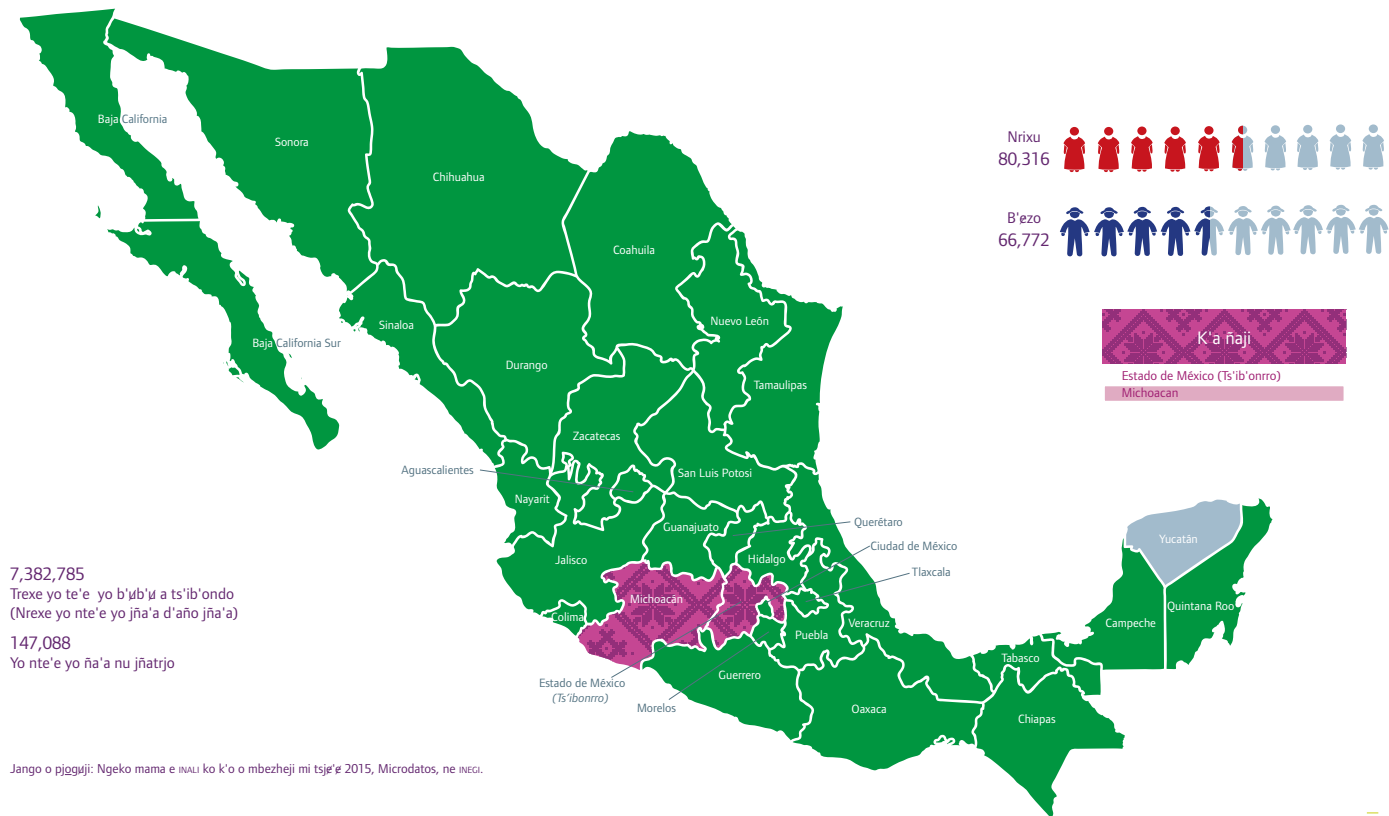 Baja California
Sonora
Chihuahua
Coahuila
Nuevo León
Sinaloa
Baja California Sur
Durango
Tamaulipas
Zacatecas
Aguascalientes
San Luis Potosi
Nayarit
Guanajuato
Querétaro
Hidalgo
Ciudad de México
Jalisco
Tlaxcala
Michoacán
Colima
Puebla
Veracruz
Estado de México
(Ts'ibonrro)
Morelos
Guerrero
Oaxaca
Tabasco
Chiapas
Campeche
Quintana Roo
Yucatán
Nrixu
80,316
B'ɇzo
66,772
K'a ñaji
Estado de México (Ts'ib'onrro)
Michoacan
7,382,785
Trexe yo te'e yo b'ʉb'ʉ a ts'ib'ondo
(Nrexe yo nte'e yo jña'a d'año jña'a)
147,088
Yo nte'e yo ña'a nu jñatrjo
Jango o pjogʉji: Ngeko mama e INALI ko k'o o mbezheji mi tsjɇ'ɇ 2015, Microdatos, ne INEGI.